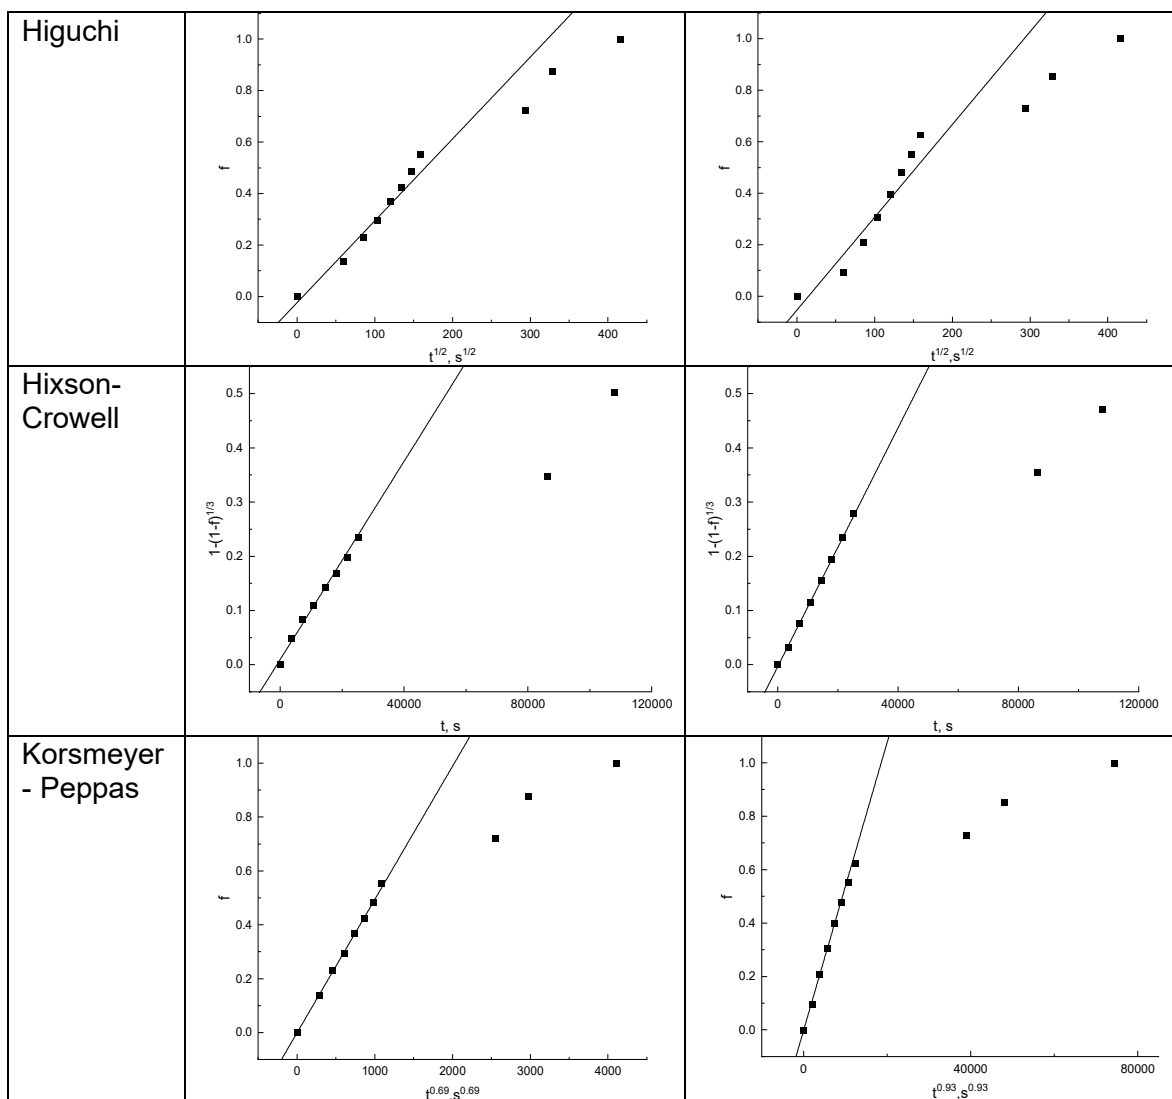 Higuchi
1.0
0.8
0.6
0.4
0.2
0.0
f
0 100 200 300 400
t1/2, s1/2
1.0
0.8
0.6
0.4
0.2
0.0
f
0 100 200 300 400
t1/2,s1/2
Hixson-
Crowell
0.5
0.4
0.3
0.2
0.1
0.0
1-(1-f)1/3
0 40000 80000 120000
t, s
0.5
0.4
0.3
0.2
0.1
0.0
1-(1-f)1/3
0 40000 80000 120000
t, s
Korsmeyer
- Peppas
1.0
0.8
0.6
0.4
0.2
0.0
f
0 1000 2000 3000 4000
t0.69,s0.69
1.0
0.8
0.6
0.4
0.2
0.0
f
0 40000 80000
t0.93,s0.93